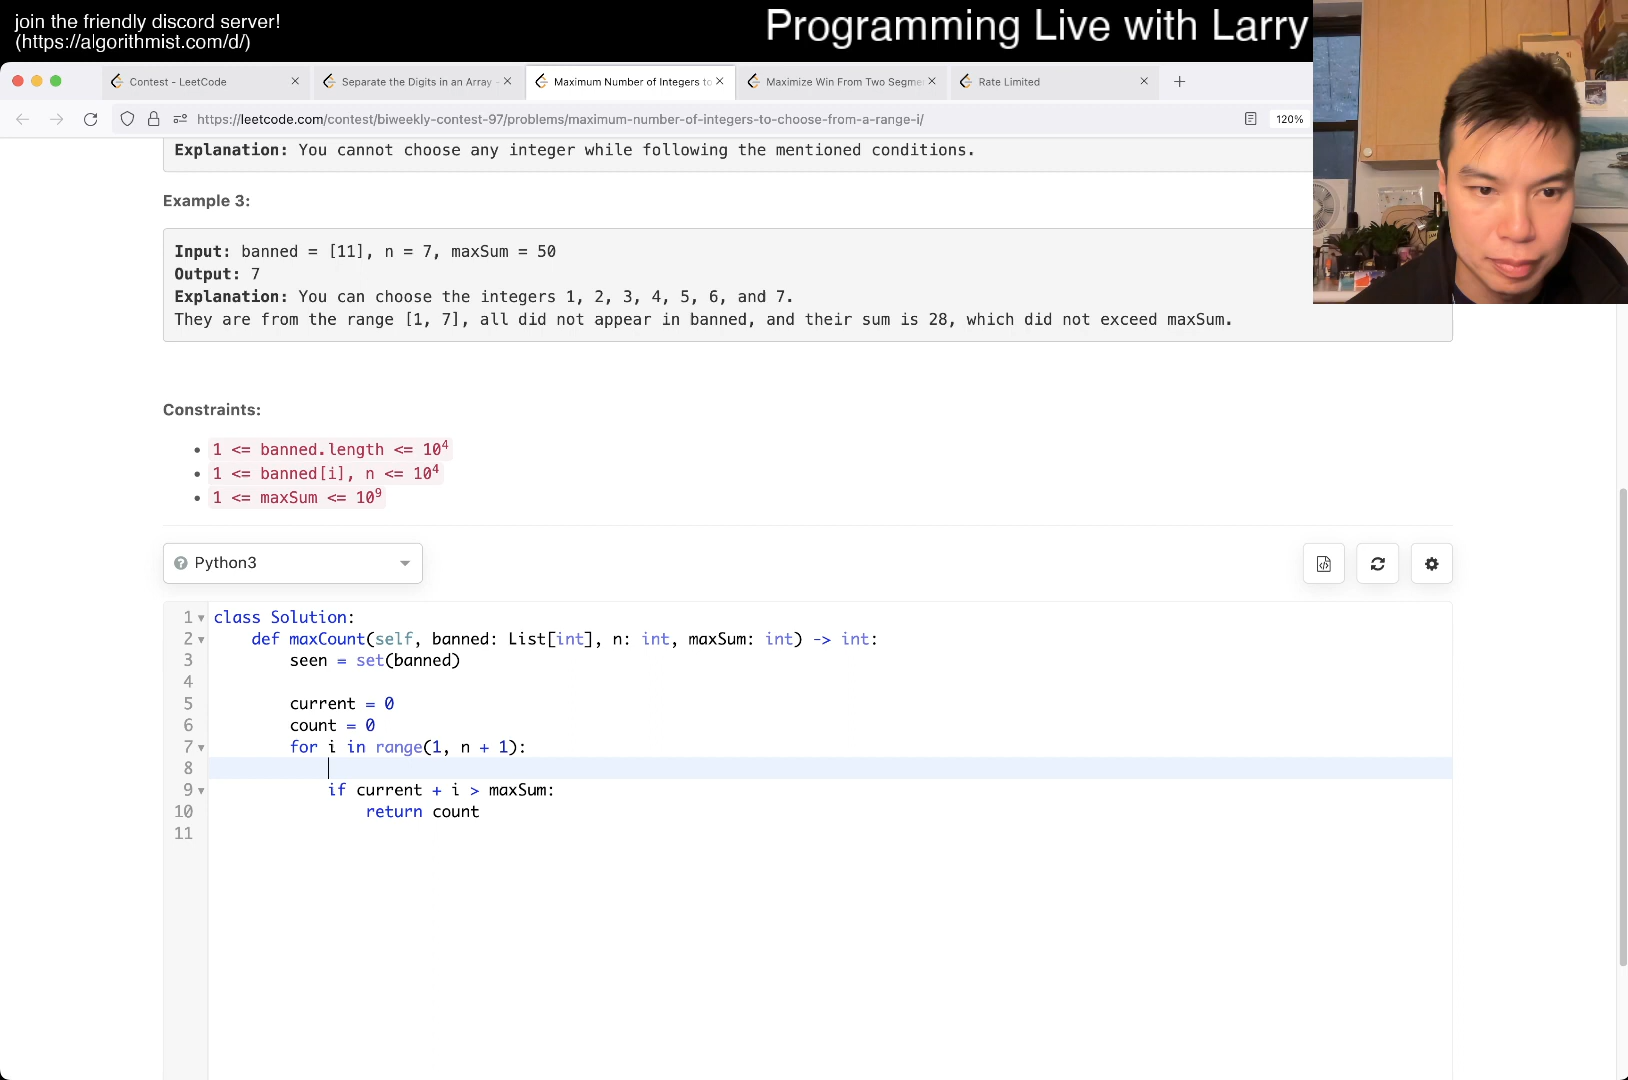 join the friendly discord server!
(https://algorithmist.com/d/)
Programming Live with Larry
Contest - LeetCode
Separate the Digits in an Array -
Maximum Number of Integers to
Maximize Win From Two Segme
Rate Limited
https://leetcode.com/contest/biweekly-contest-97/problems/maximum-number-of-integers-to-choose-from-a-range-i/
120%
Explanation: You cannot choose any integer while following the mentioned conditions.
Example 3:
Input: banned = [11], n = 7, maxSum = 50
Output: 7
Explanation: You can choose the integers 1, 2, 3, 4, 5, 6, and 7.
They are from the range [1, 7], all did not appear in banned, and their sum is 28, which did not exceed maxSum.
Constraints:
• 1 <= banned.length <= 10⁴
• 1 <= banned[i], n <= 10⁴
• 1 <= maxSum <= 10⁹
Python3
1 class Solution:
2     def maxCount(self, banned: List[int], n: int, maxSum: int) -> int:
3         seen = set(banned)
4
5         current = 0
6         count = 0
7         for i in range(1, n + 1):
8
9             if current + i > maxSum:
10                 return count
11